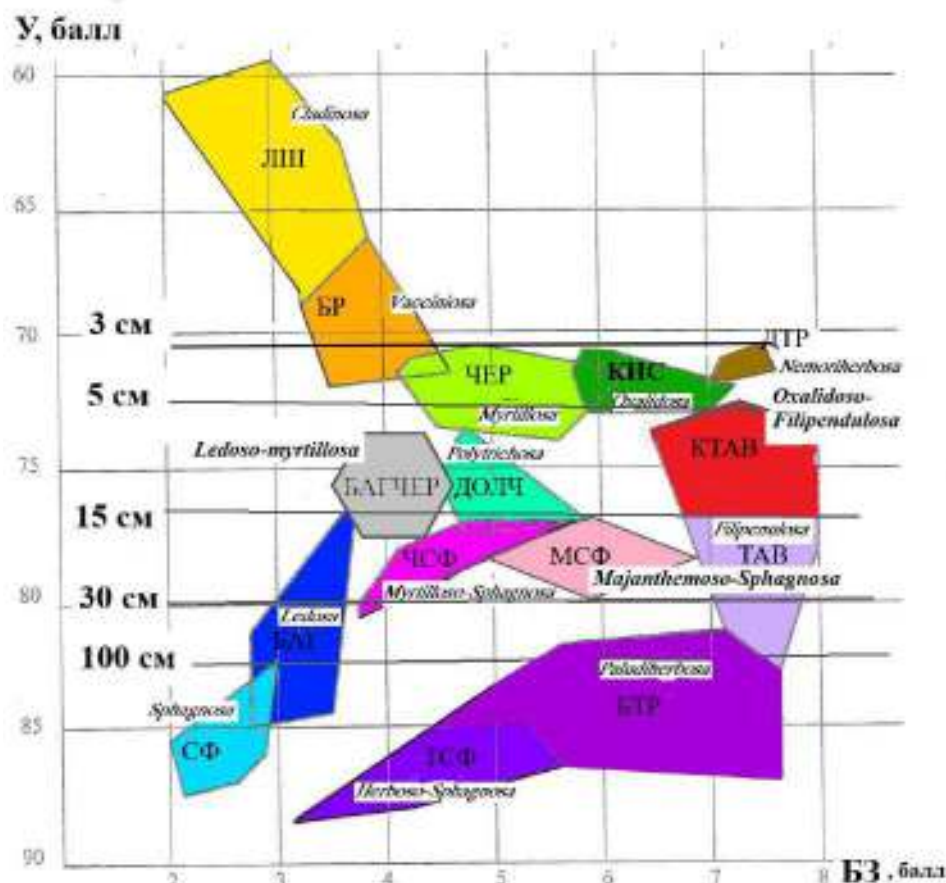 У, балл
60
Cladinosa
ЛШ
65
БР
Vacciniosa
3 см
70
ДТР
ЧЕР
КИС
Nemoriherbosa
5 см
Myrtillosa
Oxalidosa
Oxalidoso-
Filipendulosa
Ledoso-myrtillosa
Polytrichosa
КТАВ
75
БАГЧЕР
ДОЛЧ
15 см
Filipendulosa
ЧСФ
МСФ
ТАВ
Myrtilloso-Sphagnosa
Majanthemoso-Sphagnosa
80
30 см
Ledosa
БАГ
100 см
Paludiherbosa
Sphagnosa
БТР
85
СФ
ТСФ
Herboso-Sphagnosa
90
2 3 4 5 6 7 8
БЗ, балл